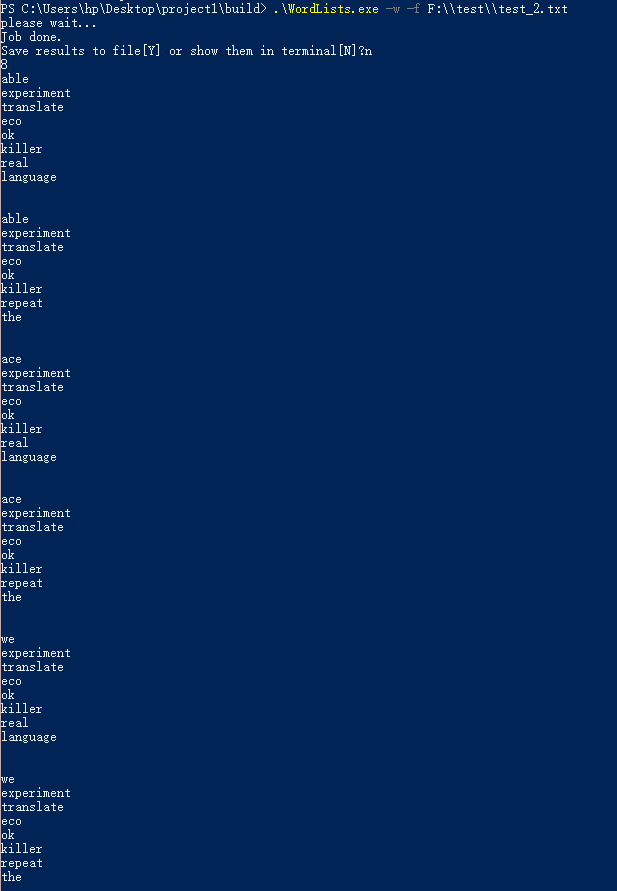 PS C:\Users\hp\Desktop\project1\build> .\WordLists.exe -w -f F:\\test\\test_2.txt
please wait...
Job done.
Save results to file[Y] or show them in terminal[N]?n
8
able
experiment
translate
eco
ok
killer
real
language
able
experiment
translate
eco
ok
killer
repeat
the
ace
experiment
translate
eco
ok
killer
real
language
ace
experiment
translate
eco
ok
killer
repeat
the
we
experiment
translate
eco
ok
killer
real
language
we
experiment
translate
eco
ok
killer
repeat
the